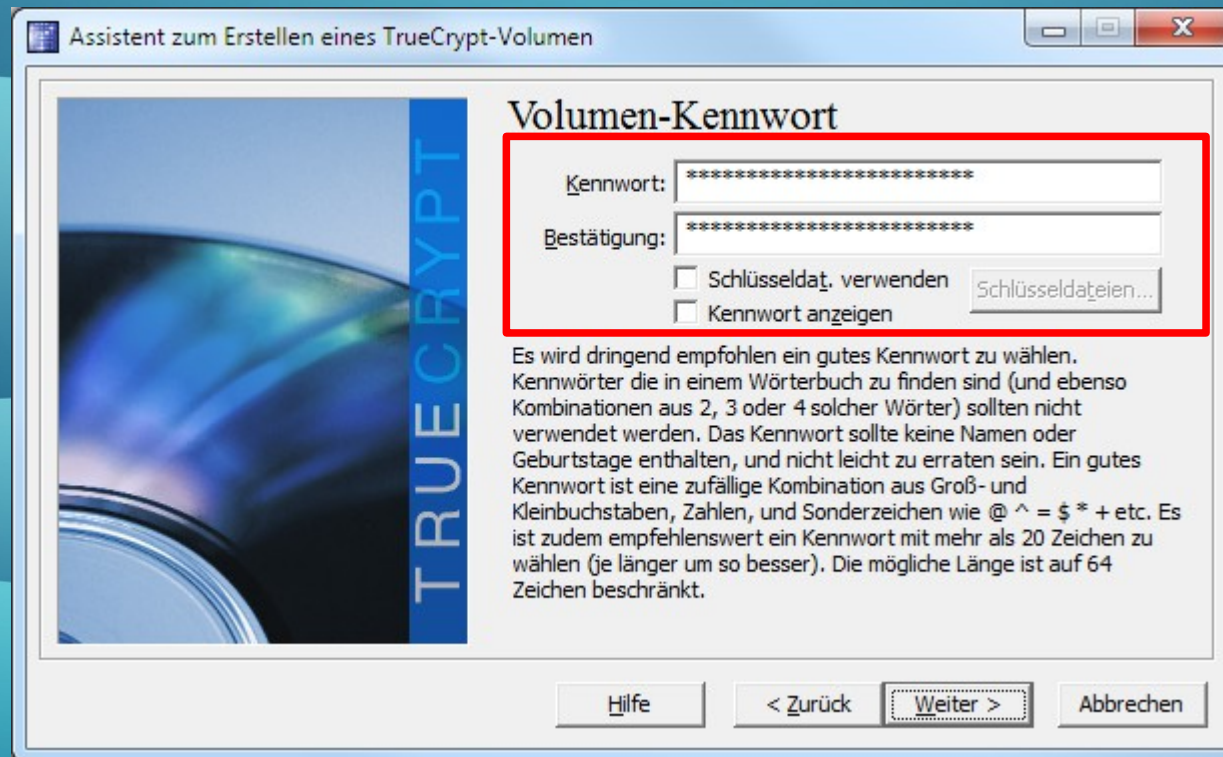 Assistent zum Erstellen eines TrueCrypt-Volumen
TRUECRYPT
Volumen-Kennwort
Kennwort: ************************
Bestätigung: ************************
Schlüsseldat. verwenden
Schlüsseldateien...
Kennwort anzeigen
Es wird dringend empfohlen ein gutes Kennwort zu wählen.
Kennwörter die in einem Wörterbuch zu finden sind (und ebenso
Kombinationen aus 2, 3 oder 4 solcher Wörter) sollten nicht
verwendet werden. Das Kennwort sollte keine Namen oder
Geburtstage enthalten, und nicht leicht zu erraten sein. Ein gutes
Kennwort ist eine zufällige Kombination aus Groß- und
Kleinbuchstaben, Zahlen, und Sonderzeichen wie @ ^ = $ * + etc. Es
ist zudem empfehlenswert ein Kennwort mit mehr als 20 Zeichen zu
wählen (je länger um so besser). Die mögliche Länge ist auf 64
Zeichen beschränkt.
Hilfe < Zurück Weiter > Abbrechen